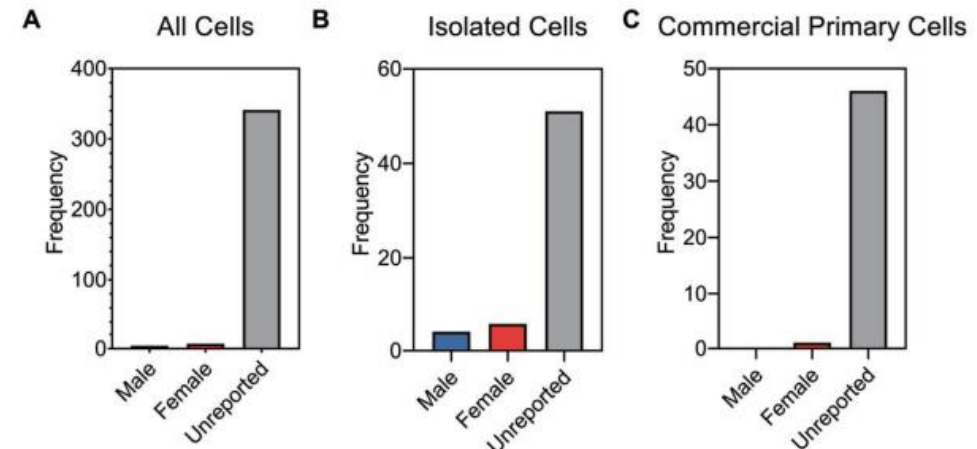 A All Cells
400
300
200
100
0
Frequency
Male
Female
Unreported
B Isolated Cells
60
40
20
0
Frequency
Male
Female
Unreported
C Commercial Primary Cells
50
40
30
20
10
0
Frequency
Male
Female
Unreported